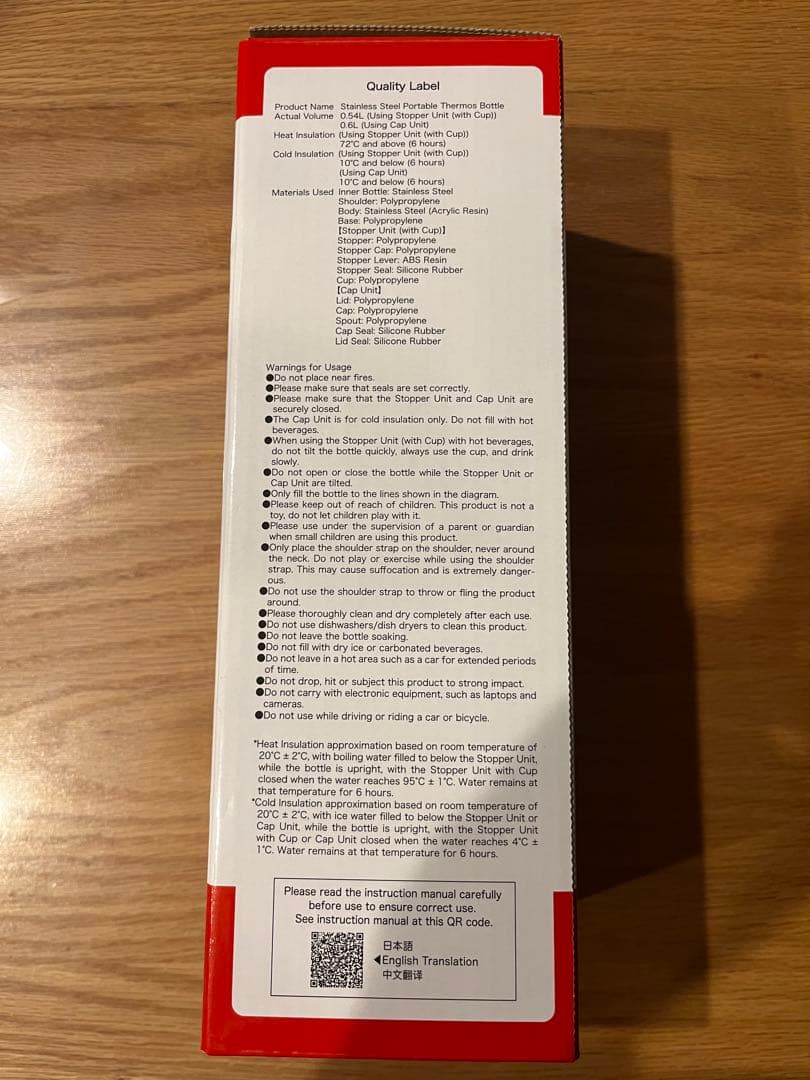 Quality Label
Product Name Stainless Steel Portable Thermos Bottle
Actual Volume 0.54L (Using Stopper Unit (with Cup))
0.6L (Using Cap Unit)
Heat Insulation (Using Stopper Unit (with Cup))
72°C and above (6 hours)
Cold Insulation (Using Stopper Unit (with Cup))
10°C and below (6 hours)
(Using Cap Unit)
10°C and below (6 hours)
Materials Used Inner Bottle: Stainless Steel
Shoulder: Polypropylene
Body: Stainless Steel (Acrylic Resin)
Base: Polypropylene
【Stopper Unit (with Cup)】
Stopper: Polypropylene
Stopper Cap: Polypropylene
Stopper Lever: ABS Resin
Stopper Seal: Silicone Rubber
Cup: Polypropylene
【Cap Unit】
Lid: Polypropylene
Cap: Polypropylene
Spout: Polypropylene
Cap Seal: Silicone Rubber
Lid Seal: Silicone Rubber
Warnings for Usage
●Do not place near fires.
●Please make sure that seals are set correctly.
●Please make sure that the Stopper Unit and Cap Unit are
securely closed.
●The Cap Unit is for cold insulation only. Do not fill with hot
beverages.
●When using the Stopper Unit (with Cup) with hot beverages,
do not tilt the bottle quickly, always use the cup, and drink
slowly.
●Do not open or close the bottle while the Stopper Unit or
Cap Unit are tilted.
●Only fill the bottle to the lines shown in the diagram.
●Please keep out of reach of children. This product is not a
toy, do not let children play with it.
●Please use under the supervision of a parent or guardian
when small children are using this product.
●Only place the shoulder strap on the shoulder, never around
the neck. Do not play or exercise while using the shoulder
strap. This may cause suffocation and is extremely danger-
ous.
●Do not use the shoulder strap to throw or fling the product
around.
●Please thoroughly clean and dry completely after each use.
●Do not use dishwashers/dish dryers to clean this product.
●Do not leave the bottle soaking.
●Do not fill with dry ice or carbonated beverages.
●Do not leave in a hot area such as a car for extended periods
of time.
●Do not drop, hit or subject this product to strong impact.
●Do not carry with electronic equipment, such as laptops and
cameras.
●Do not use while driving or riding a car or bicycle.
*Heat Insulation approximation based on room temperature of
20°C ± 2°C, with boiling water filled to below the Stopper Unit,
while the bottle is upright, with the Stopper Unit with Cup
closed when the water reaches 95°C ± 1°C. Water remains at
that temperature for 6 hours.
*Cold Insulation approximation based on room temperature of
20°C ± 2°C, with ice water filled to below the Stopper Unit or
Cap Unit, while the bottle is upright, with the Stopper Unit
with Cup or Cap Unit closed when the water reaches 4°C ±
1°C. Water remains at that temperature for 6 hours.
Please read the instruction manual carefully
before use to ensure correct use.
See instruction manual at this QR code.
日本語
◀English Translation
中文翻译